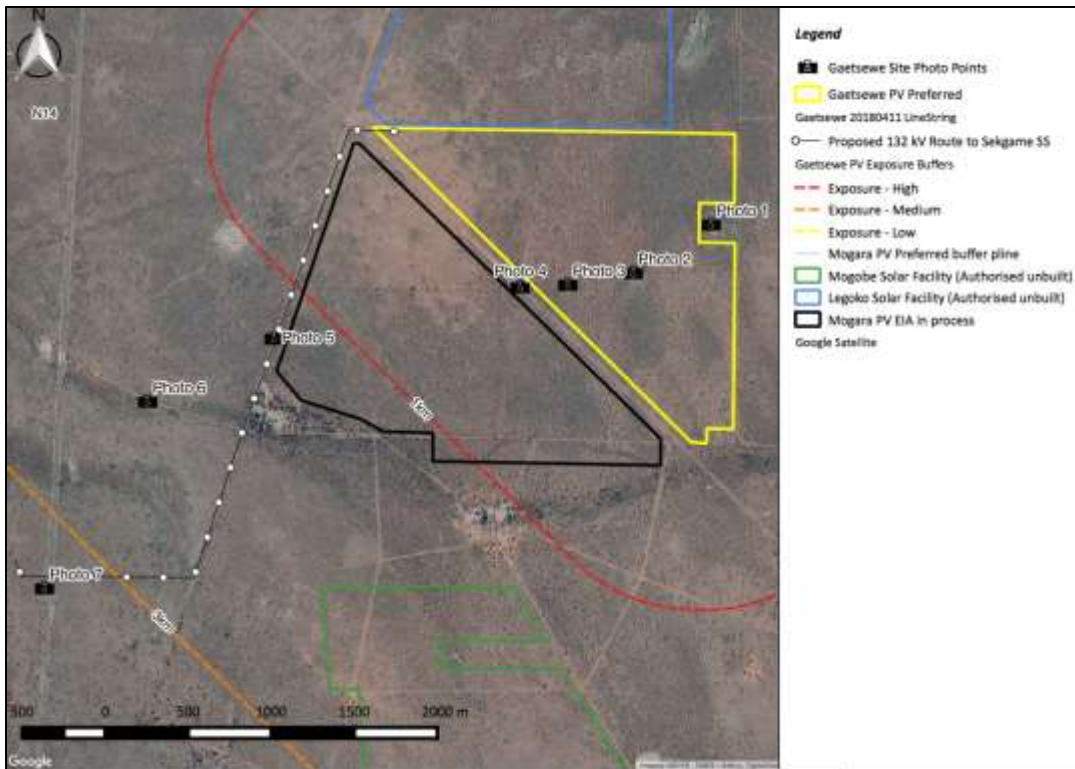 N
N14
Photo 1
Photo 2
Photo 3
Photo 4
Photo 5
Photo 6
Photo 7
1km
3km
500 0 500 1000 1500 2000 m
Google
Legend
Gaetsewe Site Photo Points
Gaetsewe PV Preferred
Gaetsewe 20180411 LineString
Proposed 132 kV Route to Sekgame SS
Gaetsewe PV Exposure Buffers
Exposure - High
Exposure - Medium
Exposure - Low
Mogara PV Preferred buffer pline
Mogobe Solar Facility (Authorised unbuilt)
Legoko Solar Facility (Authorised unbuilt)
Mogara PV EIA in process
Google Satellite